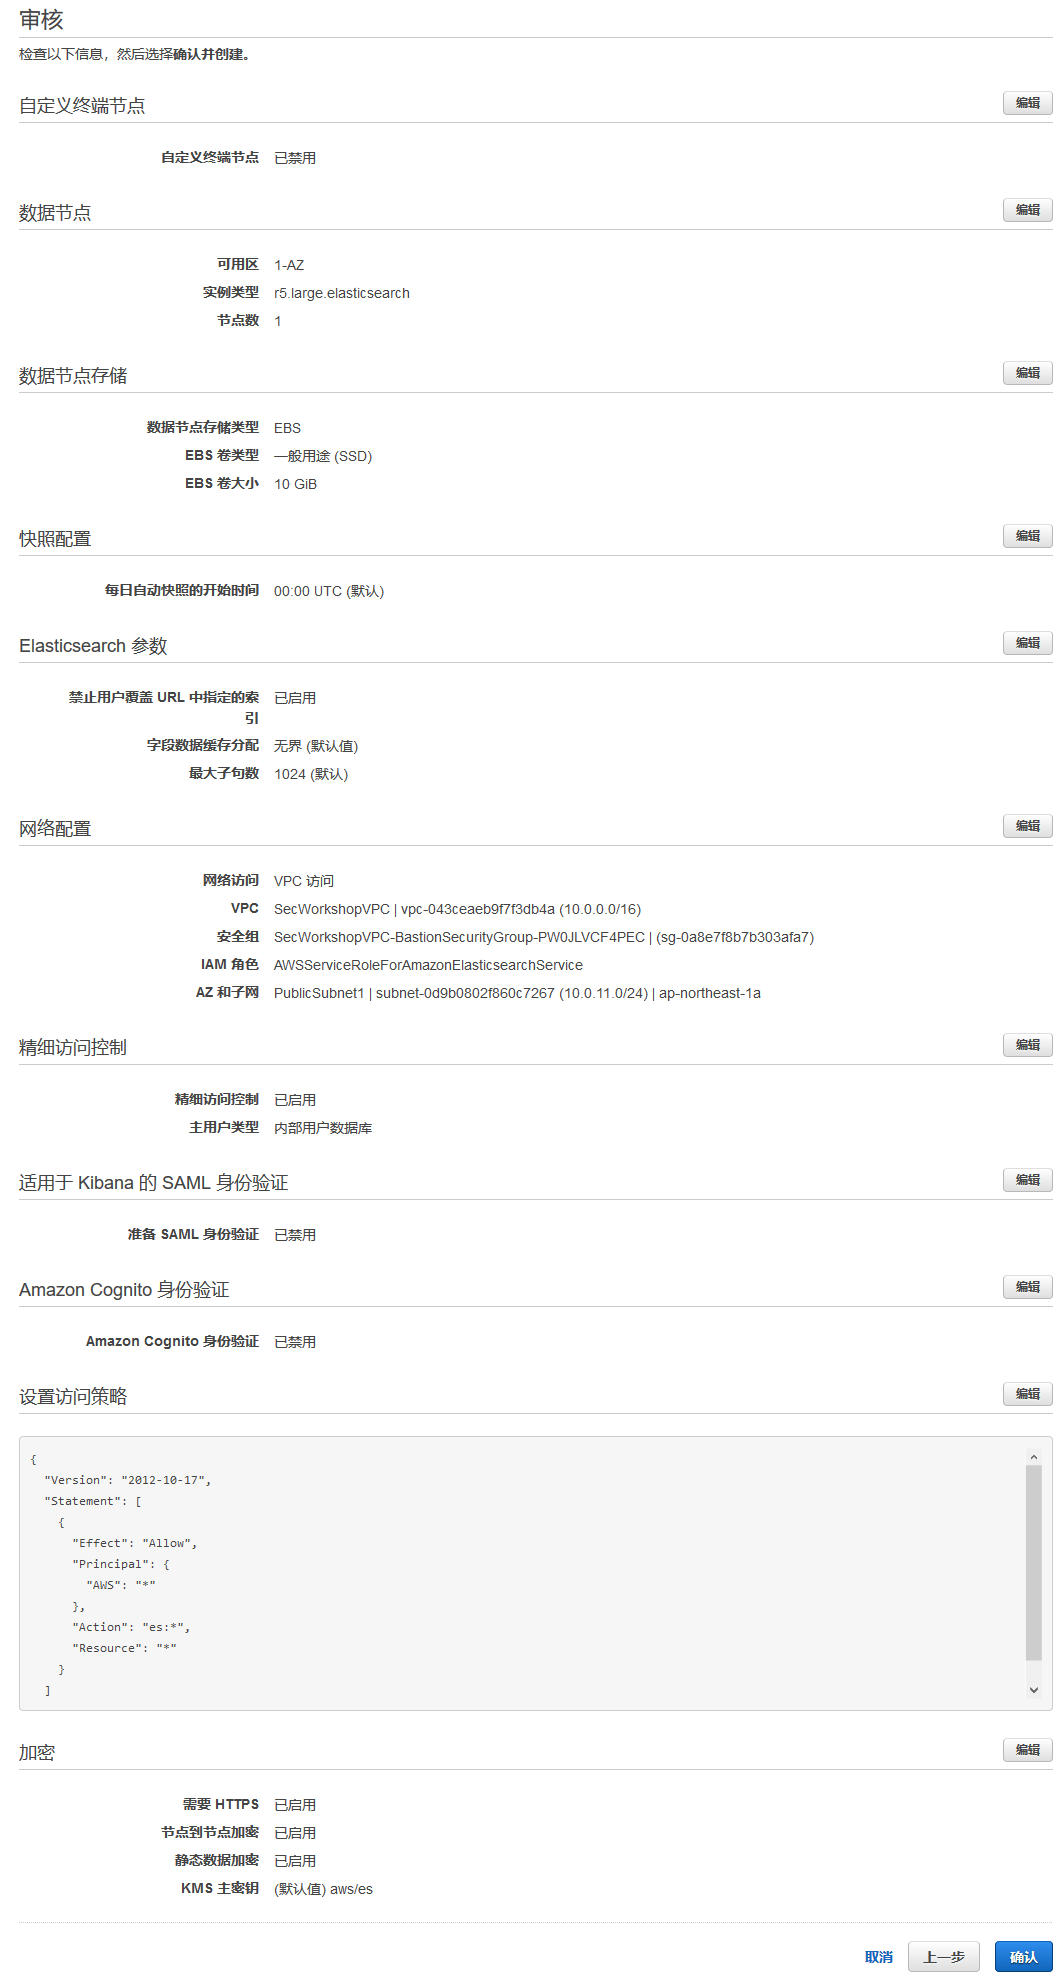 审核
检查以下信息，然后选择确认并创建。
自定义终端节点 编辑
自定义终端节点 已禁用
数据节点 编辑
可用区 1-AZ
实例类型 r5.large.elasticsearch
节点数 1
数据节点存储 编辑
数据节点存储类型 EBS
EBS 卷类型 一般用途 (SSD)
EBS 卷大小 10 GiB
快照配置 编辑
每日自动快照的开始时间 00:00 UTC (默认)
Elasticsearch 参数 编辑
禁止用户覆盖 URL 中指定的索 已启用
引
字段数据缓存分配 无界 (默认值)
最大子句数 1024 (默认)
网络配置 编辑
网络访问 VPC 访问
VPC SecWorkshopVPC | vpc-043ceaeb9f7f3db4a (10.0.0.0/16)
安全组 SecWorkshopVPC-BastionSecurityGroup-PW0JLVCF4PEC | (sg-0a8e7f8b7b303afa7)
IAM 角色 AWSServiceRoleForAmazonElasticsearchService
AZ 和子网 PublicSubnet1 | subnet-0d9b0802f860c7267 (10.0.11.0/24) | ap-northeast-1a
精细访问控制 编辑
精细访问控制 已启用
主用户类型 内部用户数据库
适用于 Kibana 的 SAML 身份验证 编辑
准备 SAML 身份验证 已禁用
Amazon Cognito 身份验证 编辑
Amazon Cognito 身份验证 已禁用
设置访问策略 编辑
{
  "Version": "2012-10-17",
  "Statement": [
    {
      "Effect": "Allow",
      "Principal": {
        "AWS": "*"
      },
      "Action": "es:*",
      "Resource": "*"
    }
  ]
加密 编辑
需要 HTTPS 已启用
节点到节点加密 已启用
静态数据加密 已启用
KMS 主密钥 (默认值) aws/es
取消 上一步 确认